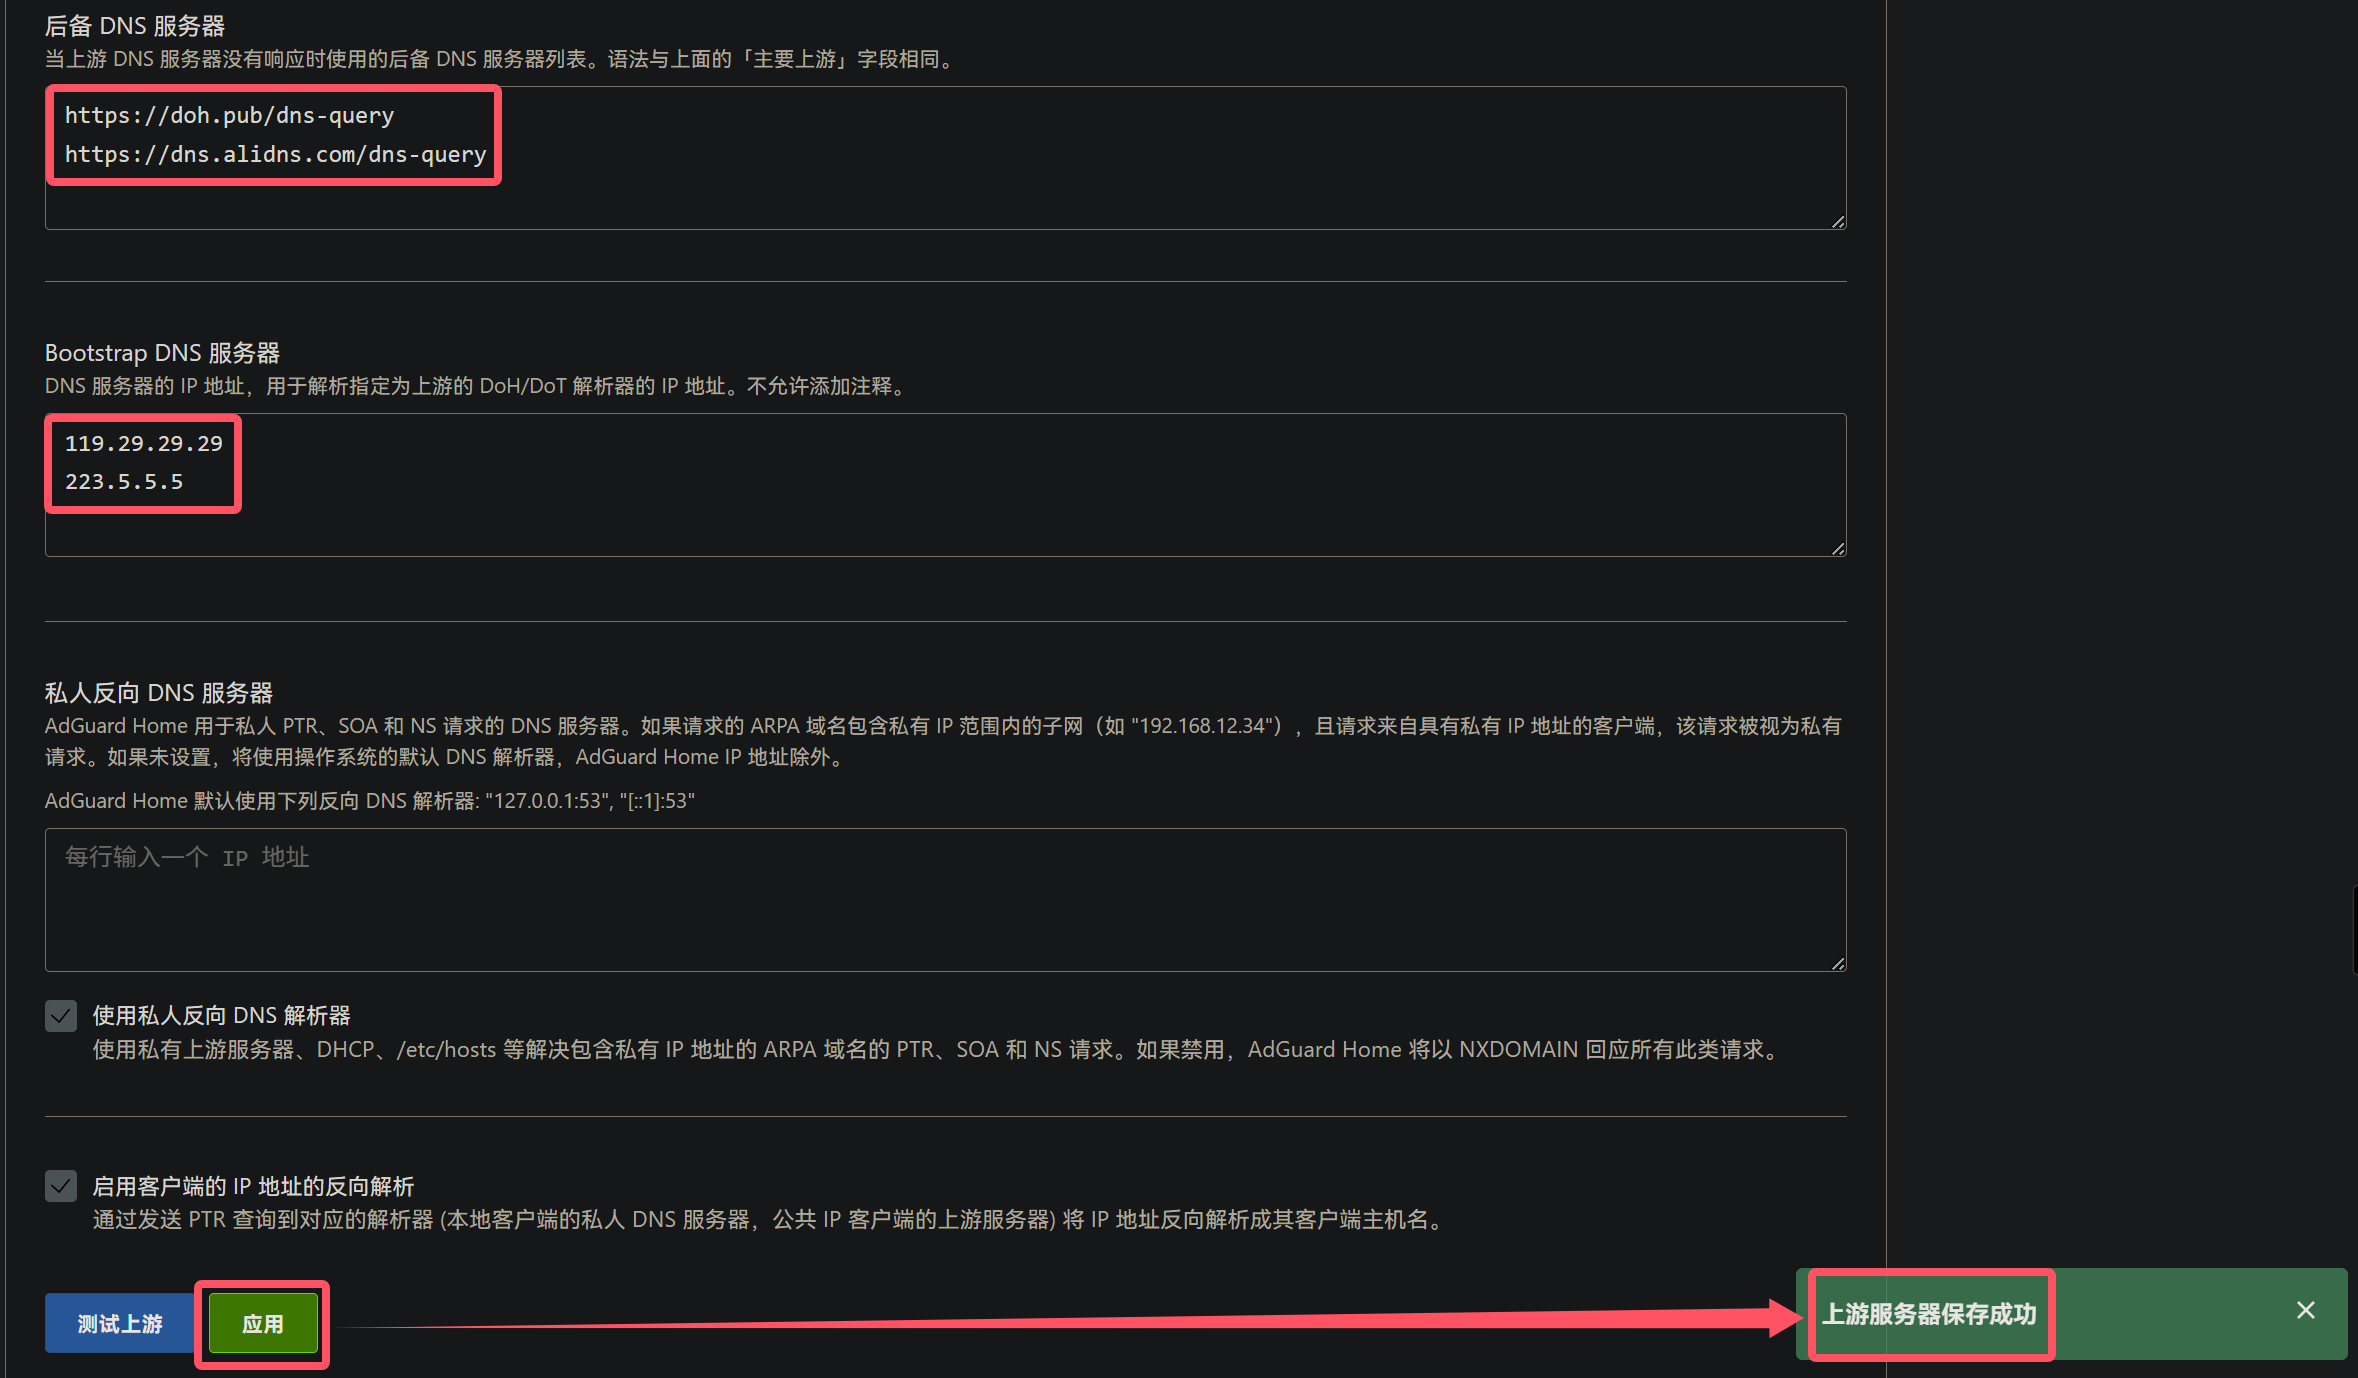 后备 DNS 服务器
当上游 DNS 服务器没有响应时使用的后备 DNS 服务器列表。语法与上面的「主要上游」字段相同。
https://doh.pub/dns-query
https://dns.alidns.com/dns-query
Bootstrap DNS 服务器
DNS 服务器的 IP 地址，用于解析指定为上游的 DoH/DoT 解析器的 IP 地址。不允许添加注释。
119.29.29.29
223.5.5.5
私人反向 DNS 服务器
AdGuard Home 用于私人 PTR、SOA 和 NS 请求的 DNS 服务器。如果请求的 ARPA 域名包含私有 IP 范围内的子网（如 "192.168.12.34"），且请求来自具有私有 IP 地址的客户端，该请求被视为私有
请求。如果未设置，将使用操作系统的默认 DNS 解析器，AdGuard Home IP 地址除外。
AdGuard Home 默认使用下列反向 DNS 解析器: "127.0.0.1:53", "[::1]:53"
每行输入一个 IP 地址
使用私人反向 DNS 解析器
使用私有上游服务器、DHCP、/etc/hosts 等解决包含私有 IP 地址的 ARPA 域名的 PTR、SOA 和 NS 请求。如果禁用，AdGuard Home 将以 NXDOMAIN 回应所有此类请求。
启用客户端的 IP 地址的反向解析
通过发送 PTR 查询到对应的解析器 (本地客户端的私人 DNS 服务器，公共 IP 客户端的上游服务器) 将 IP 地址反向解析成其客户端主机名。
测试上游 应用 上游服务器保存成功